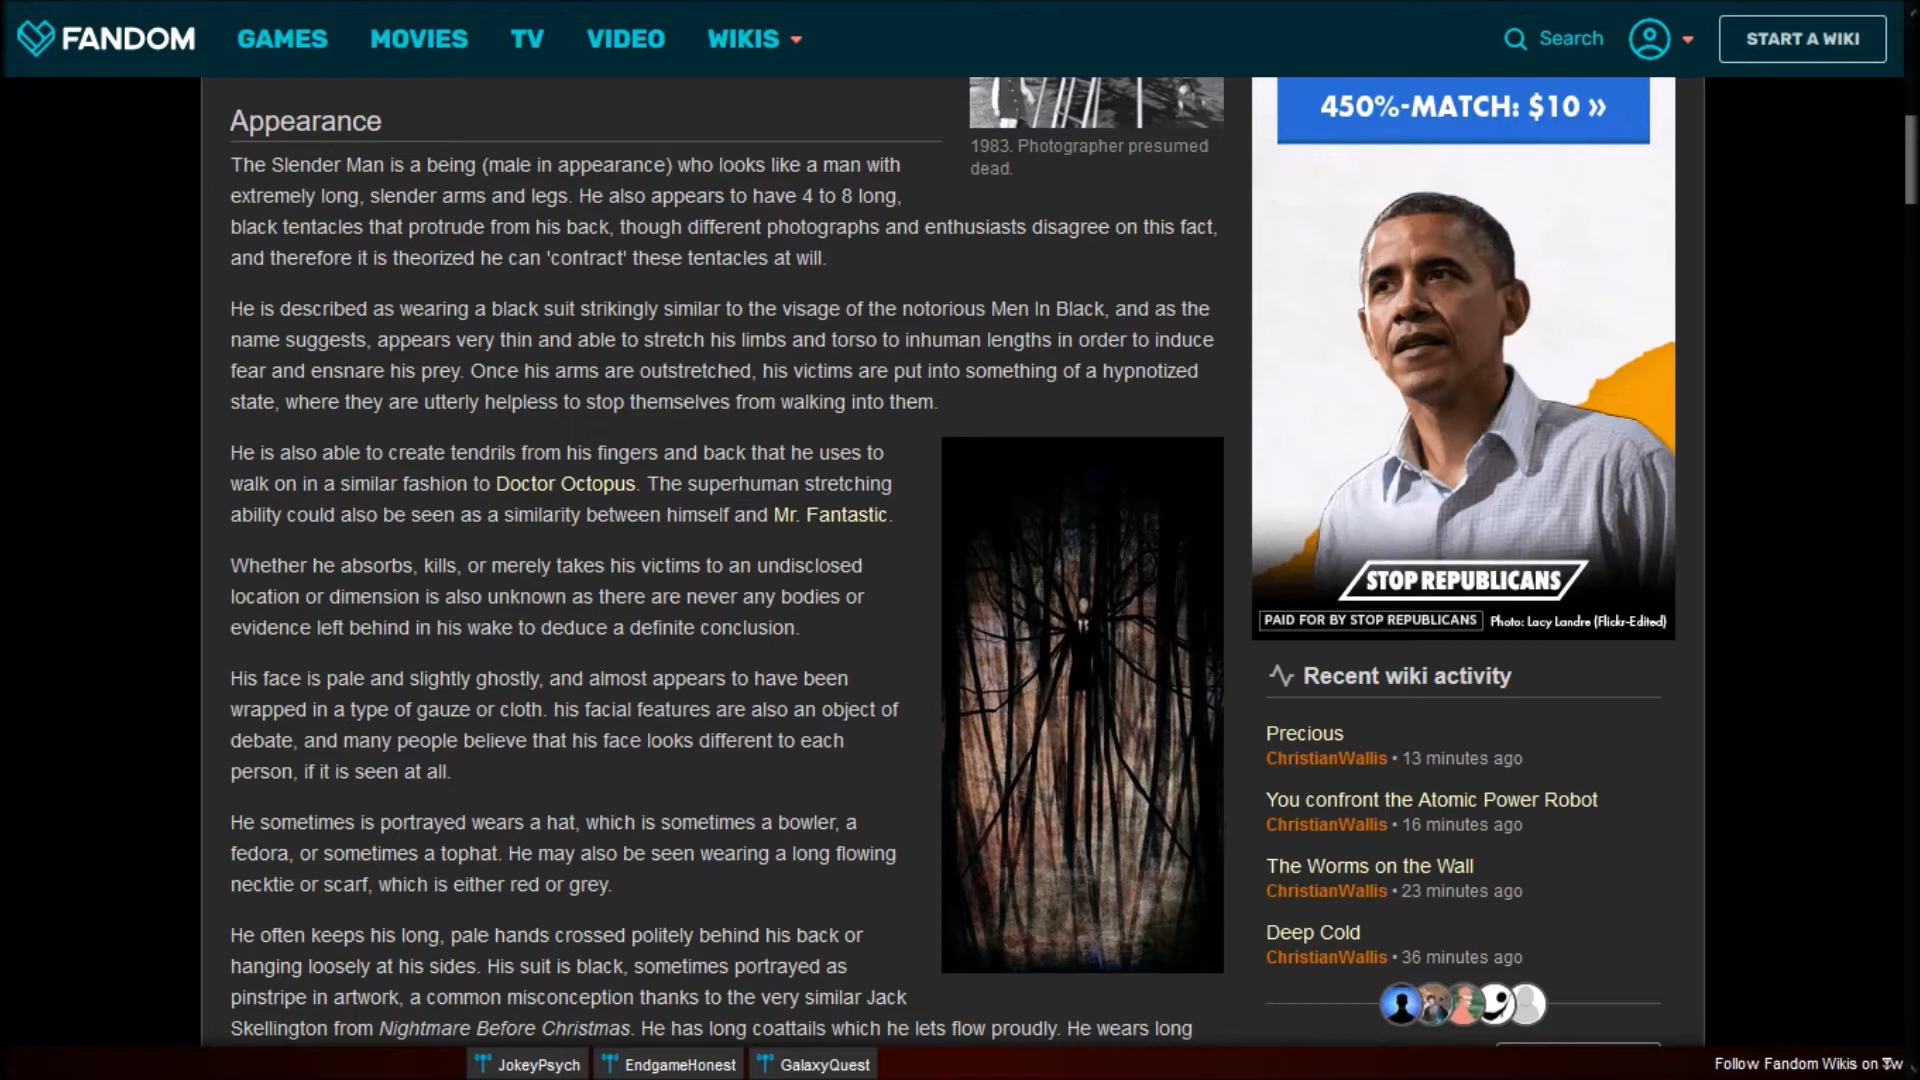 FANDOM GAMES MOVIES TV VIDEO WIKIS Search START A WIKI
Appearance
The Slender Man is a being (male in appearance) who looks like a man with
extremely long, slender arms and legs. He also appears to have 4 to 8 long,
black tentacles that protrude from his back, though different photographs and enthusiasts disagree on this fact,
and therefore it is theorized he can 'contract' these tentacles at will.
1983. Photographer presumed
dead.
He is described as wearing a black suit strikingly similar to the visage of the notorious Men In Black, and as the
name suggests, appears very thin and able to stretch his limbs and torso to inhuman lengths in order to induce
fear and ensnare his prey. Once his arms are outstretched, his victims are put into something of a hypnotized
state, where they are utterly helpless to stop themselves from walking into them.
He is also able to create tendrils from his fingers and back that he uses to
walk on in a similar fashion to Doctor Octopus. The superhuman stretching
ability could also be seen as a similarity between himself and Mr. Fantastic.
Whether he absorbs, kills, or merely takes his victims to an undisclosed
location or dimension is also unknown as there are never any bodies or
evidence left behind in his wake to deduce a definite conclusion.
His face is pale and slightly ghostly, and almost appears to have been
wrapped in a type of gauze or cloth. his facial features are also an object of
debate, and many people believe that his face looks different to each
person, if it is seen at all.
He sometimes is portrayed wears a hat, which is sometimes a bowler, a
fedora, or sometimes a tophat. He may also be seen wearing a long flowing
necktie or scarf, which is either red or grey.
He often keeps his long, pale hands crossed politely behind his back or
hanging loosely at his sides. His suit is black, sometimes portrayed as
pinstripe in artwork, a common misconception thanks to the very similar Jack
Skellington from Nightmare Before Christmas. He has long coattails which he lets flow proudly. He wears long
450%-MATCH: $10 »
STOP REPUBLICANS
PAID FOR BY STOP REPUBLICANS Photo: Lacy Landre (Flickr-Edited)
Recent wiki activity
Precious
ChristianWallis • 13 minutes ago
You confront the Atomic Power Robot
ChristianWallis • 16 minutes ago
The Worms on the Wall
ChristianWallis • 23 minutes ago
Deep Cold
ChristianWallis • 36 minutes ago
JokeyPsych EndgameHonest GalaxyQuest
Follow Fandom Wikis on